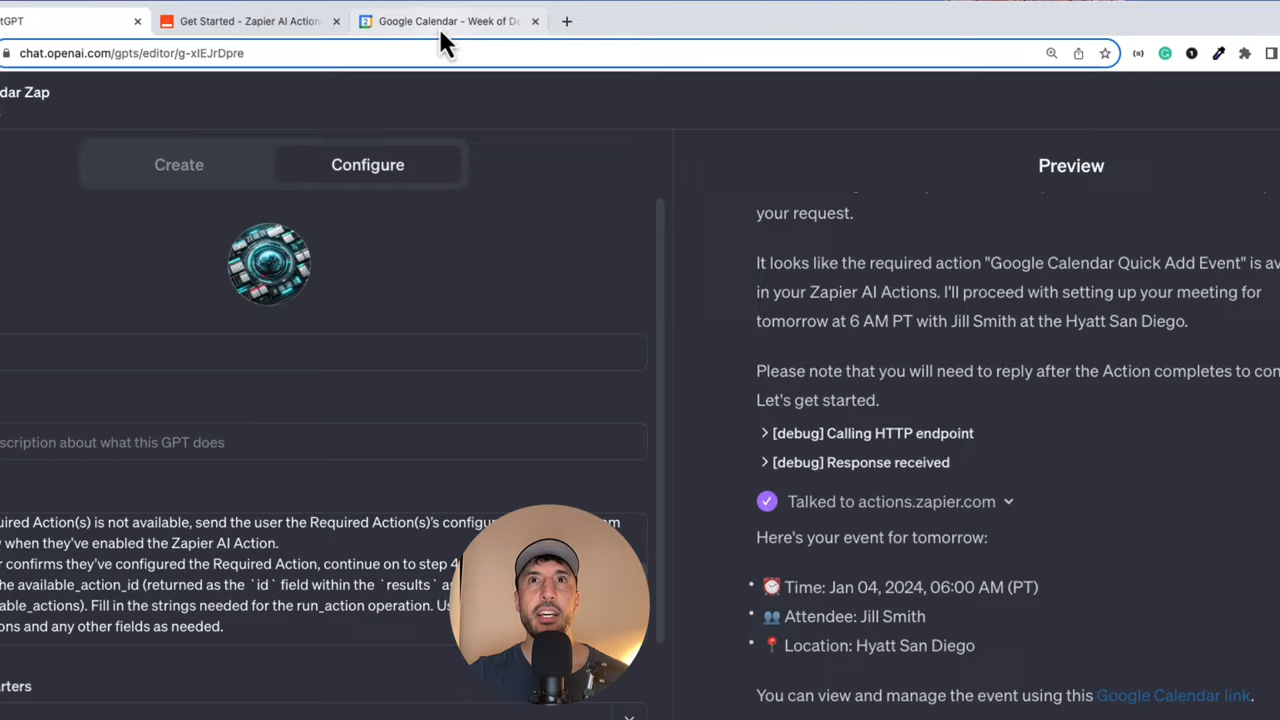 tGPT
Get Started - Zapier AI Action
Google Calendar - Week of De
chat.openai.com/gpts/editor/g-xIEJrDpre
dar Zap
Create
Configure
Preview
your request.
It looks like the required action "Google Calendar Quick Add Event" is av
in your Zapier AI Actions. I'll proceed with setting up your meeting for
tomorrow at 6 AM PT with Jill Smith at the Hyatt San Diego.
scription about what this GPT does
Please note that you will need to reply after the Action completes to con
Let's get started.
[debug] Calling HTTP endpoint
[debug] Response received
Talked to actions.zapier.com
Here's your event for tomorrow:
Time: Jan 04, 2024, 06:00 AM (PT)
Attendee: Jill Smith
Location: Hyatt San Diego
You can view and manage the event using this Google Calendar link.
uired Action(s) is not available, send the user the Required Action(s)'s configu om
w when they've enabled the Zapier AI Action.
r confirms they've configured the Required Action, continue on to step 4
the available_action_id (returned as the `id` field within the `results` a
able_actions). Fill in the strings needed for the run_action operation. Us
ons and any other fields as needed.
rters